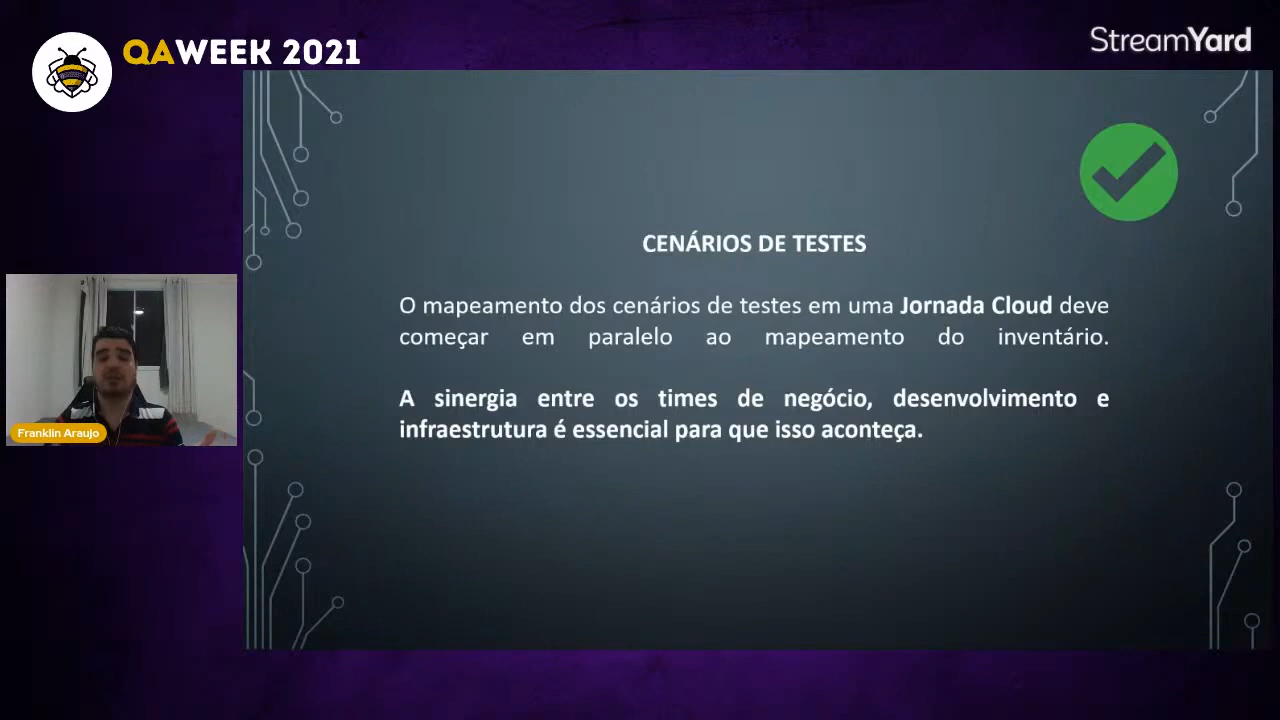 QAWEEK 2021
StreamYard
CENÁRIOS DE TESTES
O mapeamento dos cenários de testes em uma Jornada Cloud deve
começar em paralelo ao mapeamento do inventário.
A sinergia entre os times de negócio, desenvolvimento e
infraestrutura é essencial para que isso aconteça.
Franklin Araujo